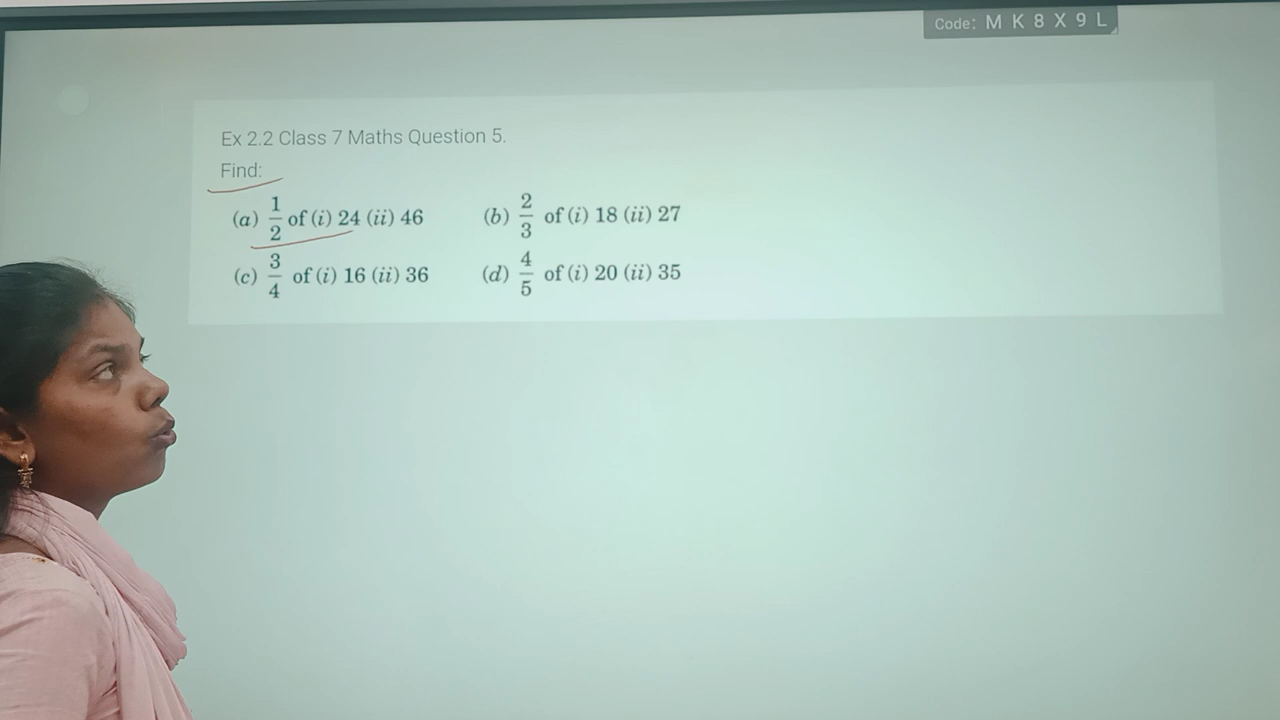 Code: M K 8 X 9 L
Ex 2.2 Class 7 Maths Question 5.
Find:
(a) 1/2 of (i) 24 (ii) 46 (b) 2/3 of (i) 18 (ii) 27
(c) 3/4 of (i) 16 (ii) 36 (d) 4/5 of (i) 20 (ii) 35